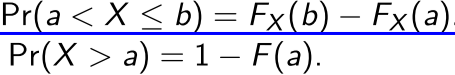 Pr(a < X ≤ b) = F_X(b) − F_X(a).
Pr(X > a) = 1 − F(a).